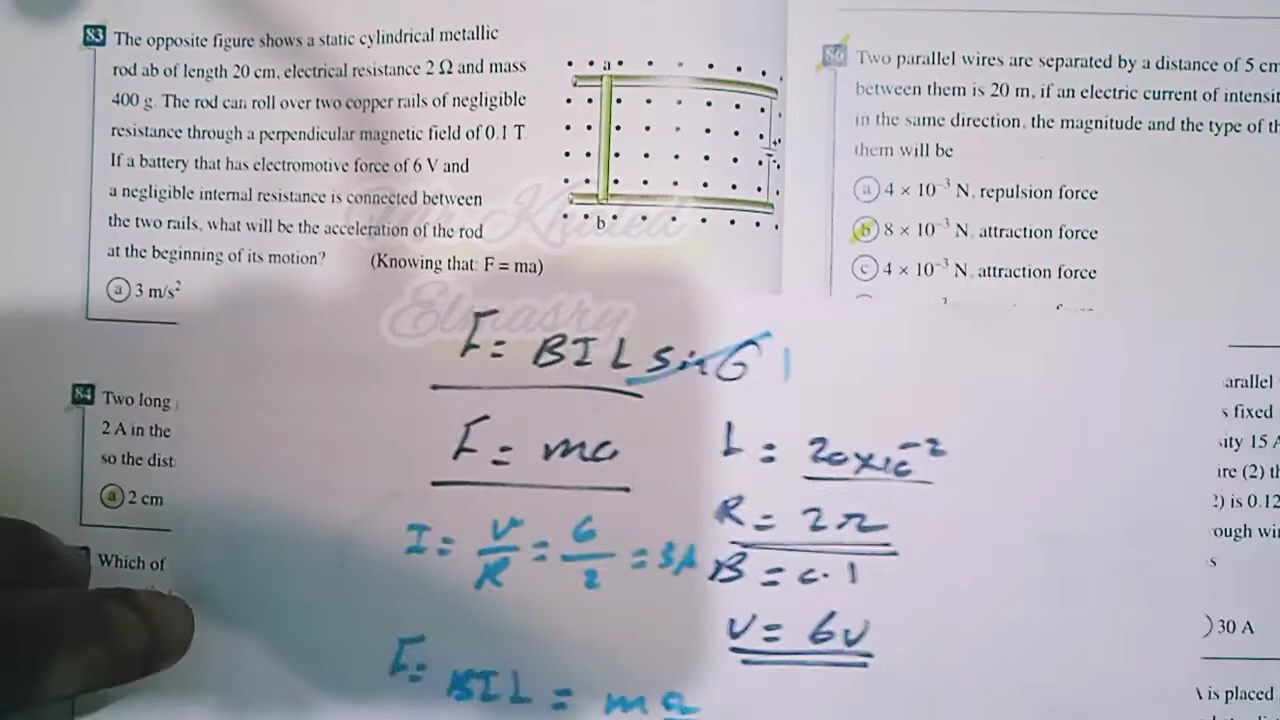 83 The opposite figure shows a static cylindrical metallic
rod ab of length 20 cm, electrical resistance 2 Ω and mass
400 g. The rod can roll over two copper rails of negligible
resistance through a perpendicular magnetic field of 0.1 T.
If a battery that has electromotive force of 6 V and
a negligible internal resistance is connected between
the two rails, what will be the acceleration of the rod
at the beginning of its motion? (Knowing that: F = ma)
a 3 m/s²
a
b
Mr. Khaled
Elmasry
84 Two long
2 A in the
so the dist
a 2 cm
Which of
F = BIL sin θ 1
F = ma
I = V/R = 6/2 = 3A
F =
BIL = ma
L = 20×10⁻²
R = 2Ω
B = 0.1
V = 6V
86 Two parallel wires are separated by a distance of 5 cm
between them is 20 m, if an electric current of intensit
in the same direction, the magnitude and the type of th
them will be
a 4 × 10⁻³ N, repulsion force
b 8 × 10⁻³ N, attraction force
c 4 × 10⁻³ N, attraction force
arallel
s fixed
ity 15 A
ire (2) th
) is 0.12
ough wi
s
) 30 A
is placed